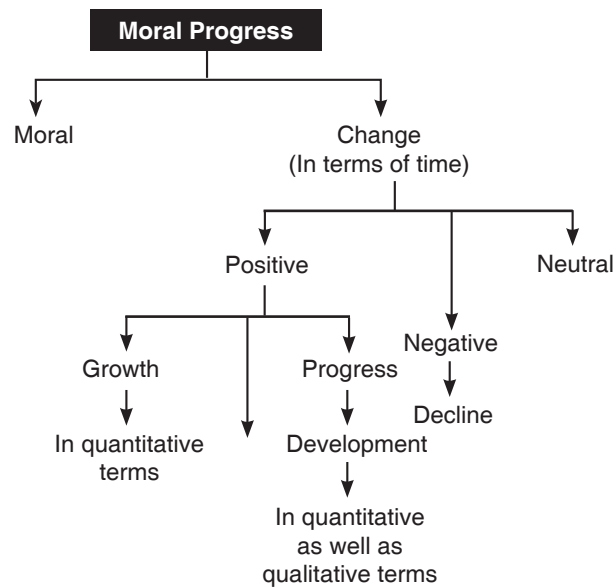 Moral Progress
Moral
Change
(In terms of time)
Positive
Neutral
Negative
Growth
Progress
Decline
In quantitative
terms
Development
In quantitative
as well as
qualitative terms